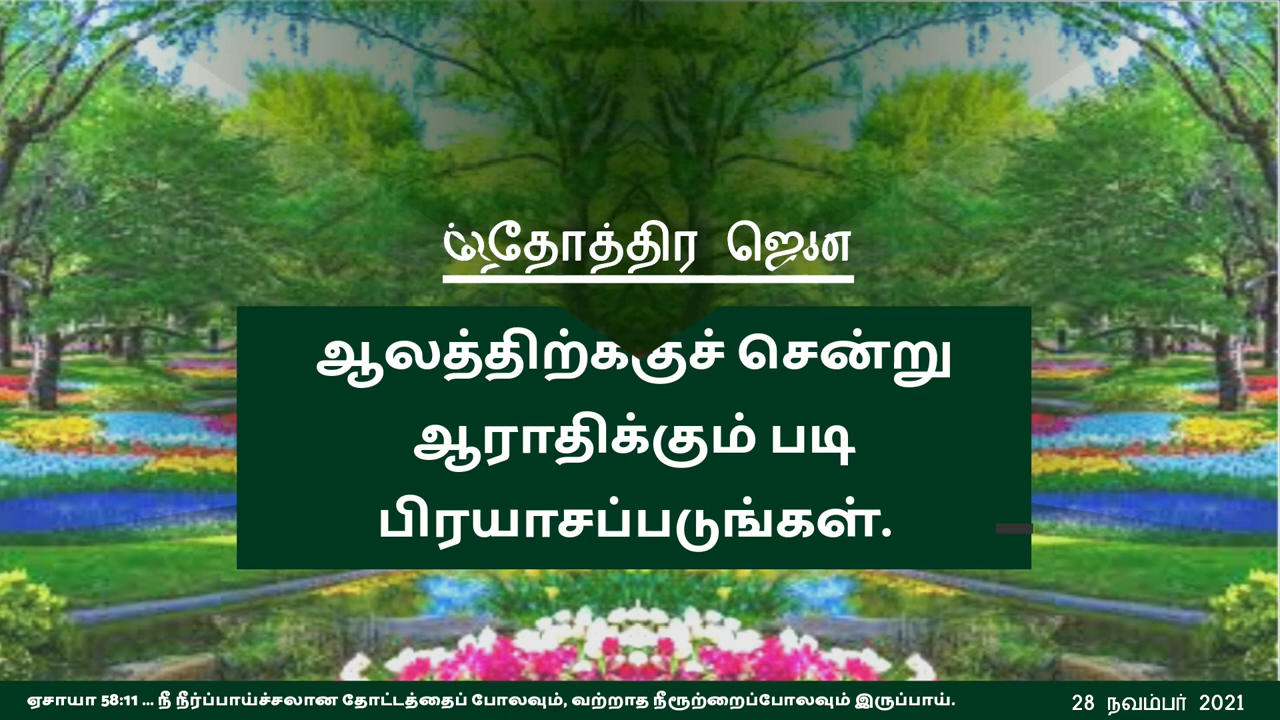 தோத்திர
ஆலத்திற்ககுச் சென்று
ஆராதிக்கும் படி
பிரயாசப்படுங்கள்.
ஏசாயா 58:11 ... நீ நீர்ப்பாய்ச்சலான தோட்டத்தைப் போலவும், வற்றாத நீரூற்றைப்போலவும் இருப்பாய்.
28 நவம்பர் 2021